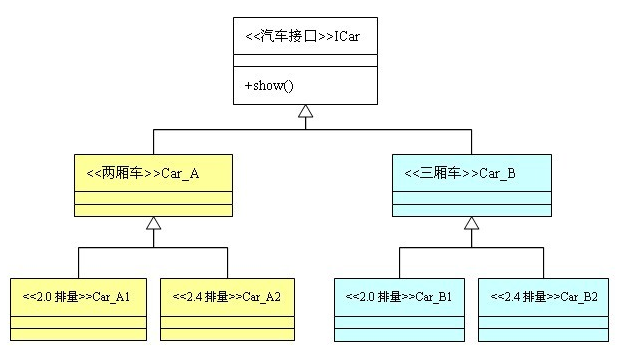 <<汽车接口>>ICar
+show()
<<两厢车>>Car_A
<<三厢车>>Car_B
<<2.0 排量>>Car_A1
<<2.4 排量>>Car_A2
<<2.0 排量>>Car_B1
<<2.4 排量>>Car_B2